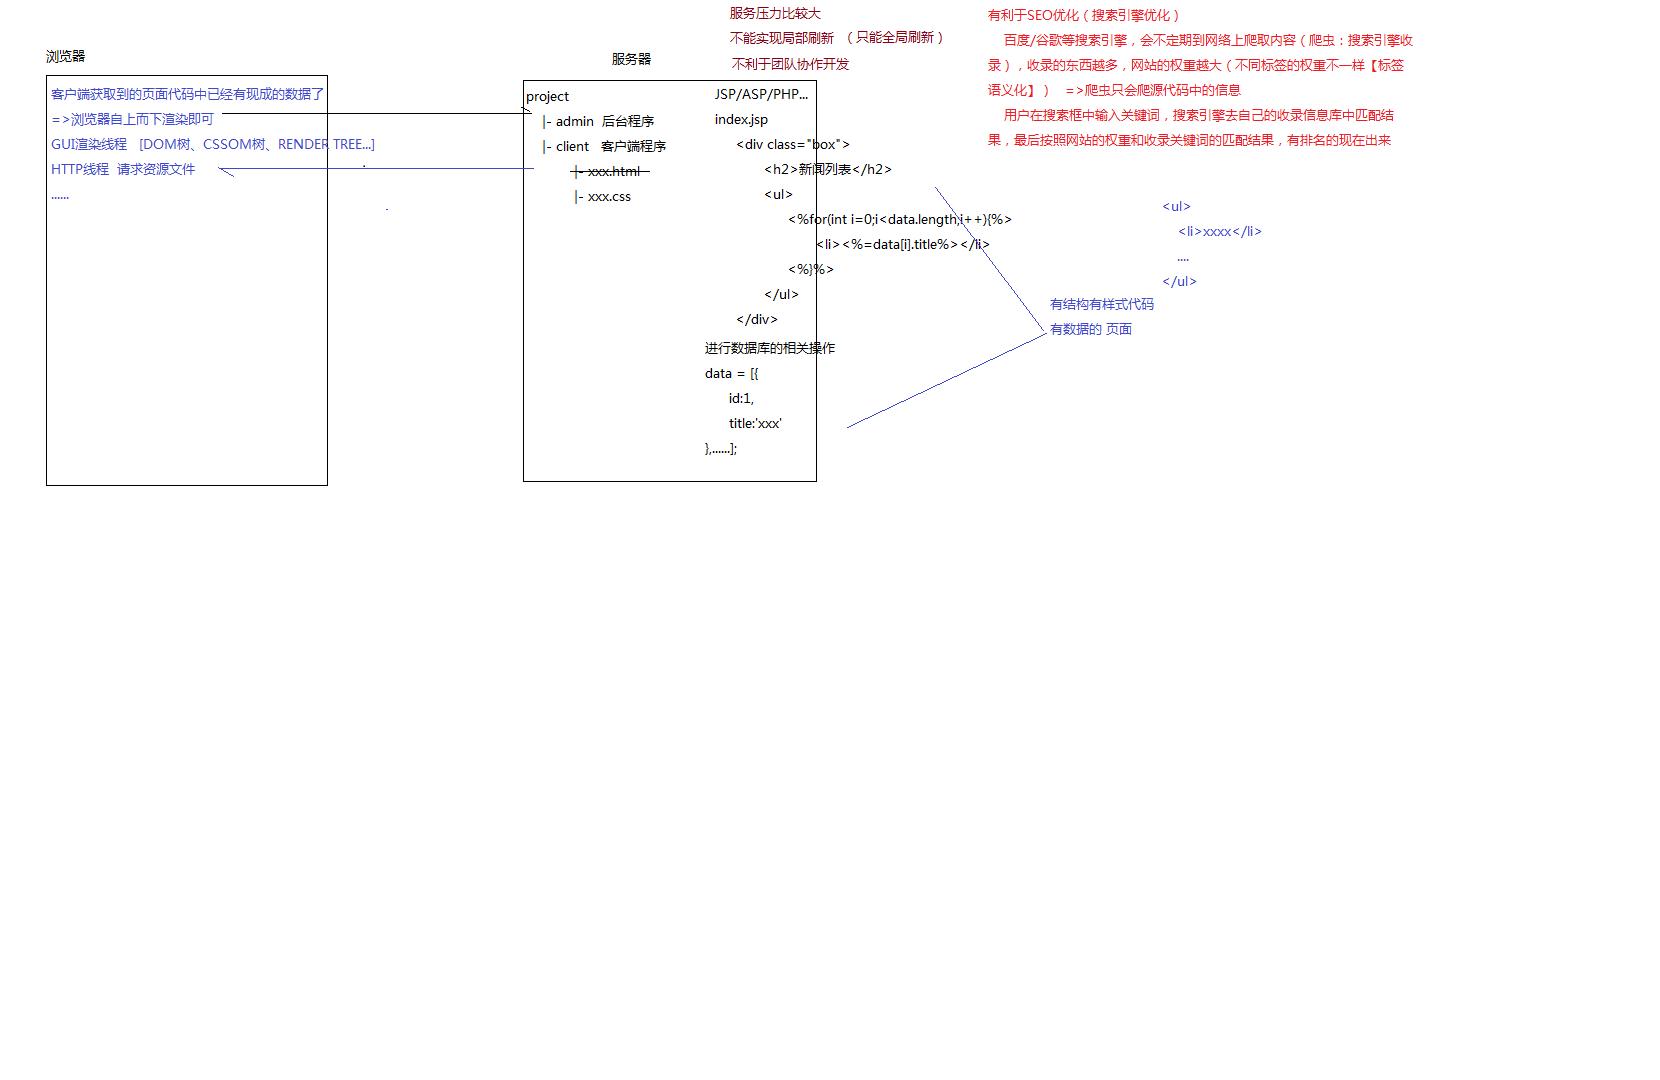 浏览器
客户端获取到的页面代码中已经有现成的数据了
=>浏览器自上而下渲染即可
GUI渲染线程 [DOM树、CSSOM树、RENDER TREE...]
HTTP线程 请求资源文件
......
服务器
project
|- admin 后台程序
|- client 客户端程序
|- xxx.html
|- xxx.css
服务压力比较大
不能实现局部刷新 （只能全局刷新）
不利于团队协作开发
JSP/ASP/PHP...
index.jsp
<div class="box">
<h2>新闻列表</h2>
<ul>
<%for(int i=0;i<data.length;i++){%>
<li><%=data[i].title%></li>
<%}%>
</ul>
</div>
进行数据库的相关操作
data = [{
id:1,
title:'xxx'
},......];
有利于SEO优化（搜索引擎优化）
百度/谷歌等搜索引擎，会不定期到网络上爬取内容（爬虫：搜索引擎收
录），收录的东西越多，网站的权重越大（不同标签的权重不一样【标签
语义化】） =>爬虫只会爬源代码中的信息
用户在搜索框中输入关键词，搜索引擎去自己的收录信息库中匹配结
果，最后按照网站的权重和收录关键词的匹配结果，有排名的现在出来
<ul>
<li>xxxx</li>
....
</ul>
有结构有样式代码
有数据的 页面